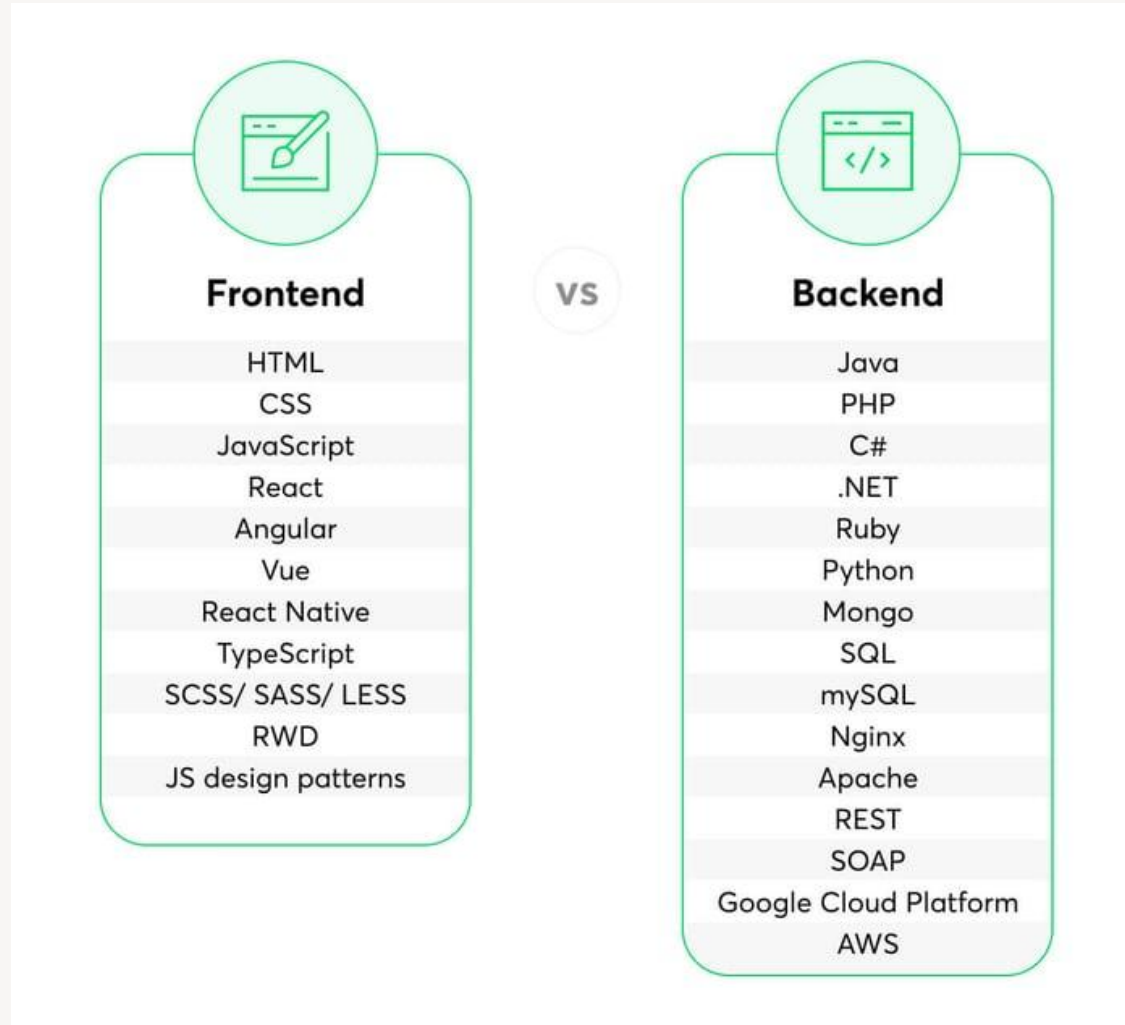 Frontend
HTML
CSS
JavaScript
React
Angular
Vue
React Native
TypeScript
SCSS/ SASS/ LESS
RWD
JS design patterns
vs
</>
Backend
Java
PHP
C#
.NET
Ruby
Python
Mongo
SQL
mySQL
Nginx
Apache
REST
SOAP
Google Cloud Platform
AWS